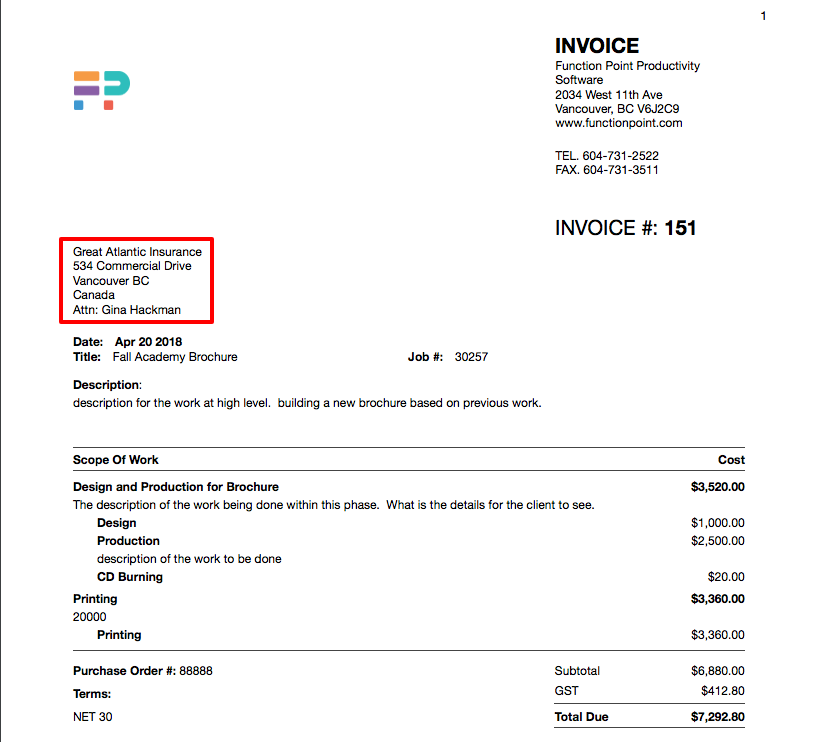 1
INVOICE
Function Point Productivity
Software
2034 West 11th Ave
Vancouver, BC V6J2C9
www.functionpoint.com
TEL. 604-731-2522
FAX. 604-731-3511
INVOICE #: 151
Great Atlantic Insurance
534 Commercial Drive
Vancouver BC
Canada
Attn: Gina Hackman
Date: Apr 20 2018
Title: Fall Academy Brochure Job #: 30257
Description:
description for the work at high level. building a new brochure based on previous work.
Scope Of Work Cost
Design and Production for Brochure $3,520.00
The description of the work being done within this phase. What is the details for the client to see.
Design $1,000.00
Production $2,500.00
description of the work to be done
CD Burning $20.00
Printing $3,360.00
20000
Printing $3,360.00
Purchase Order #: 88888 Subtotal $6,880.00
Terms: GST $412.80
NET 30 Total Due $7,292.80